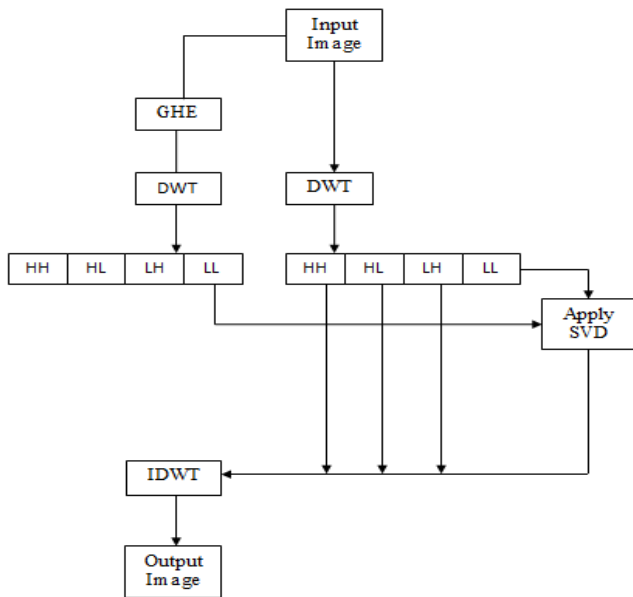 Input
Image
GHE
DWT
DWT
HH HL LH LL
HH HL LH LL
Apply
SVD
IDWT
Output
Image